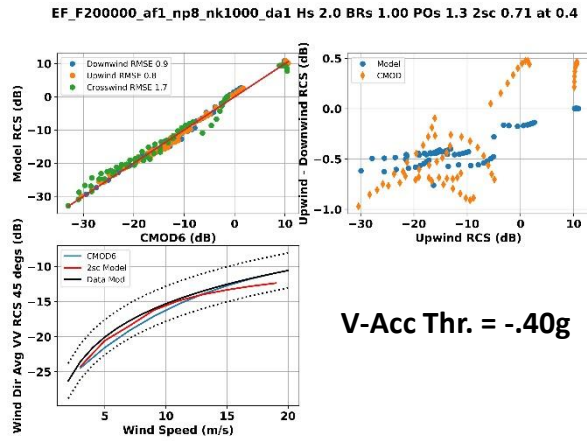 EF_F200000_af1_np8_nk1000_da1 Hs 2.0 BRs 1.00 POs 1.3 2sc 0.71 at 0.4
Model RCS (dB)
10
0
−10
−20
−30
Downwind RMSE 0.9
Upwind RMSE 0.8
Crosswind RMSE 1.7
−30 −20 −10 0 10
CMOD6 (dB)
Upwind - Downwind RCS (dB)
0.5
0.0
−0.5
−1.0
Model
CMOD
−30 −20 −10 0 10
Upwind RCS (dB)
Wind Dir Avg VV RCS 45 degs (dB)
−10
−15
−20
−25
CMOD6
2sc Model
Data Mod
5 10 15 20
Wind Speed (m/s)
V-Acc Thr. = -.40g